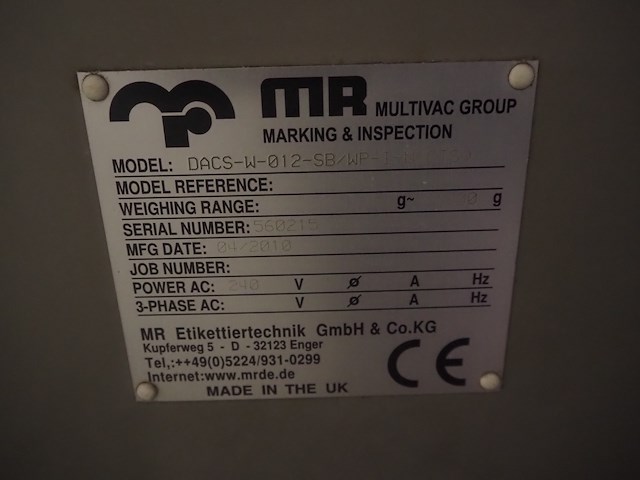 MR MULTIVAC GROUP
MARKING & INSPECTION
MODEL: DACS-W-012-SB/WP-
MODEL REFERENCE:
WEIGHING RANGE: g~ 0 g
SERIAL NUMBER: 560215
MFG DATE: 04/2010
JOB NUMBER:
POWER AC: 240 V ø A Hz
3-PHASE AC: V ø A Hz
MR Etikettiertechnik GmbH & Co.KG
Kupferweg 5 - D - 32123 Enger
Tel,:++49(0)5224/931-0299
Internet:www.mrde.de
MADE IN THE UK
CE